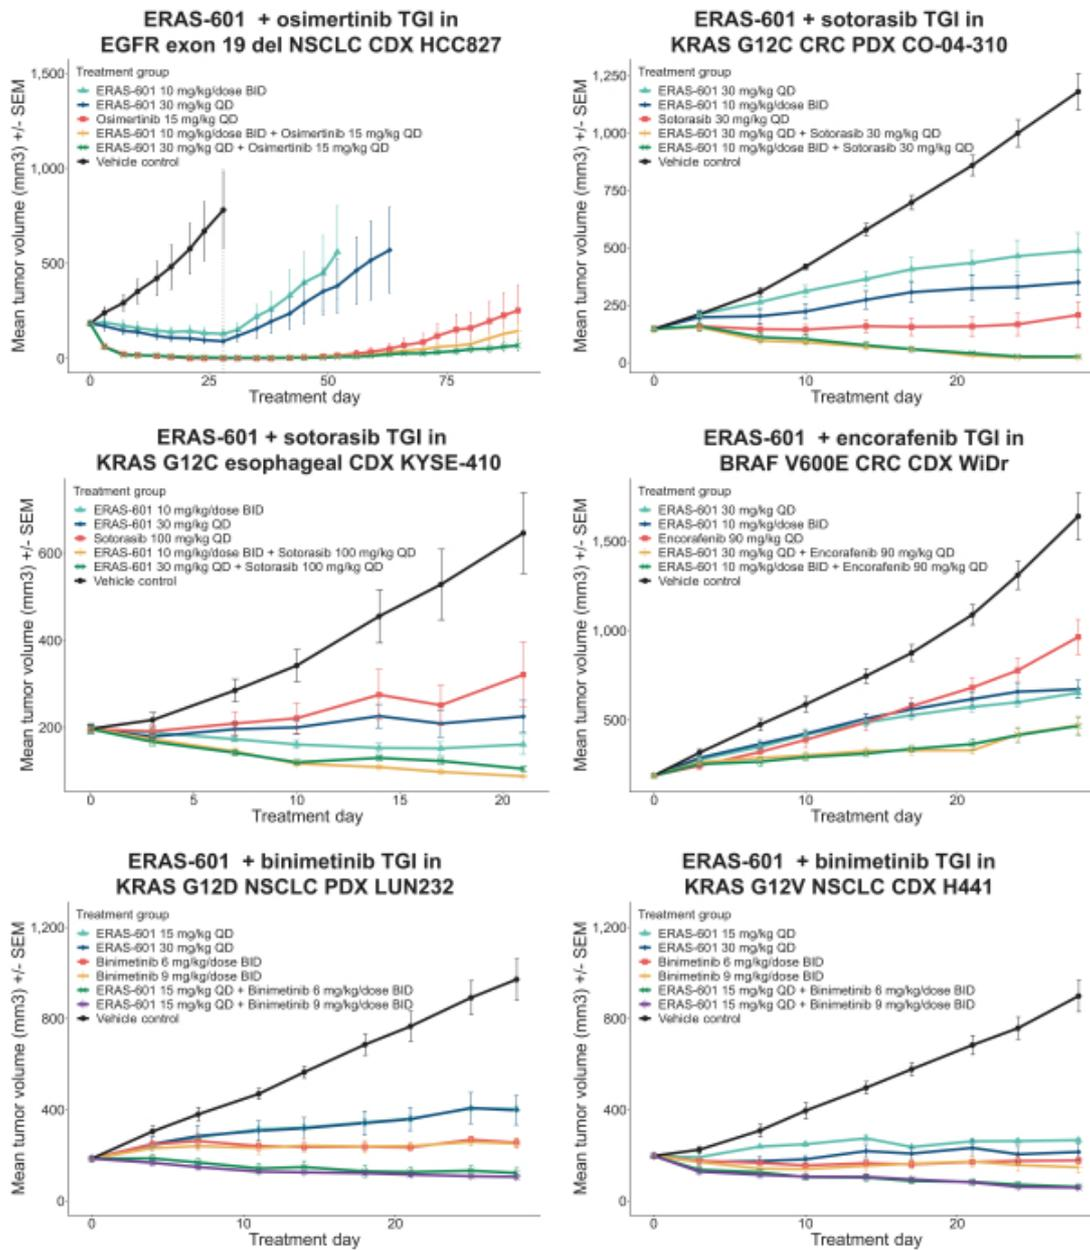 ERAS-601 + osimertinib TGI in
EGFR exon 19 del NSCLC CDX HCC827
Mean tumor volume (mm3) +/- SEM
1,500
1,000
500
0
Treatment group
ERAS-601 10 mg/kg/dose BID
ERAS-601 30 mg/kg QD
Osimertinib 15 mg/kg QD
ERAS-601 10 mg/kg/dose BID + Osimertinib 15 mg/kg QD
ERAS-601 30 mg/kg QD + Osimertinib 15 mg/kg QD
Vehicle control
0 25 50 75
Treatment day
ERAS-601 + sotorasib TGI in
KRAS G12C CRC PDX CO-04-310
Mean tumor volume (mm3) +/- SEM
1,250
1,000
750
500
250
0
Treatment group
ERAS-601 30 mg/kg QD
ERAS-601 10 mg/kg/dose BID
Sotorasib 30 mg/kg QD
ERAS-601 30 mg/kg QD + Sotorasib 30 mg/kg QD
ERAS-601 10 mg/kg/dose BID + Sotorasib 30 mg/kg QD
Vehicle control
0 20
Treatment day
ERAS-601 + sotorasib TGI in
KRAS G12C esophageal CDX KYSE-410
Mean tumor volume (mm3) +/- SEM
600
400
200
Treatment group
ERAS-601 10 mg/kg/dose BID
ERAS-601 30 mg/kg QD
Sotorasib 100 mg/kg QD
ERAS-601 10 mg/kg/dose BID + Sotorasib 100 mg/kg QD
ERAS-601 30 mg/kg QD + Sotorasib 100 mg/kg QD
Vehicle control
0 5 10 15 20
Treatment day
ERAS-601 + encorafenib TGI in
BRAF V600E CRC CDX WiDr
Mean tumor volume (mm3) +/- SEM
1,500
1,000
500
Treatment group
ERAS-601 30 mg/kg QD
ERAS-601 10 mg/kg/dose BID
Encorafenib 90 mg/kg QD
ERAS-601 30 mg/kg QD + Encorafenib 90 mg/kg QD
ERAS-601 10 mg/kg/dose BID + Encorafenib 90 mg/kg QD
Vehicle control
0 10 20
Treatment day
ERAS-601 + binimetinib TGI in
KRAS G12D NSCLC PDX LUN232
Mean tumor volume (mm3) +/- SEM
1,200
800
400
0
Treatment group
ERAS-601 15 mg/kg QD
ERAS-601 30 mg/kg QD
Binimetinib 6 mg/kg/dose BID
Binimetinib 9 mg/kg/dose BID
ERAS-601 15 mg/kg QD + Binimetinib 6 mg/kg/dose BID
ERAS-601 15 mg/kg QD + Binimetinib 9 mg/kg/dose BID
Vehicle control
0 10 20
Treatment day
ERAS-601 + binimetinib TGI in
KRAS G12V NSCLC CDX H441
Mean tumor volume (mm3) +/- SEM
1,200
800
400
0
Treatment group
ERAS-601 15 mg/kg QD
ERAS-601 30 mg/kg QD
Binimetinib 6 mg/kg/dose BID
Binimetinib 9 mg/kg/dose BID
ERAS-601 15 mg/kg QD + Binimetinib 6 mg/kg/dose BID
ERAS-601 15 mg/kg QD + Binimetinib 9 mg/kg/dose BID
Vehicle control
0 10 20
Treatment day